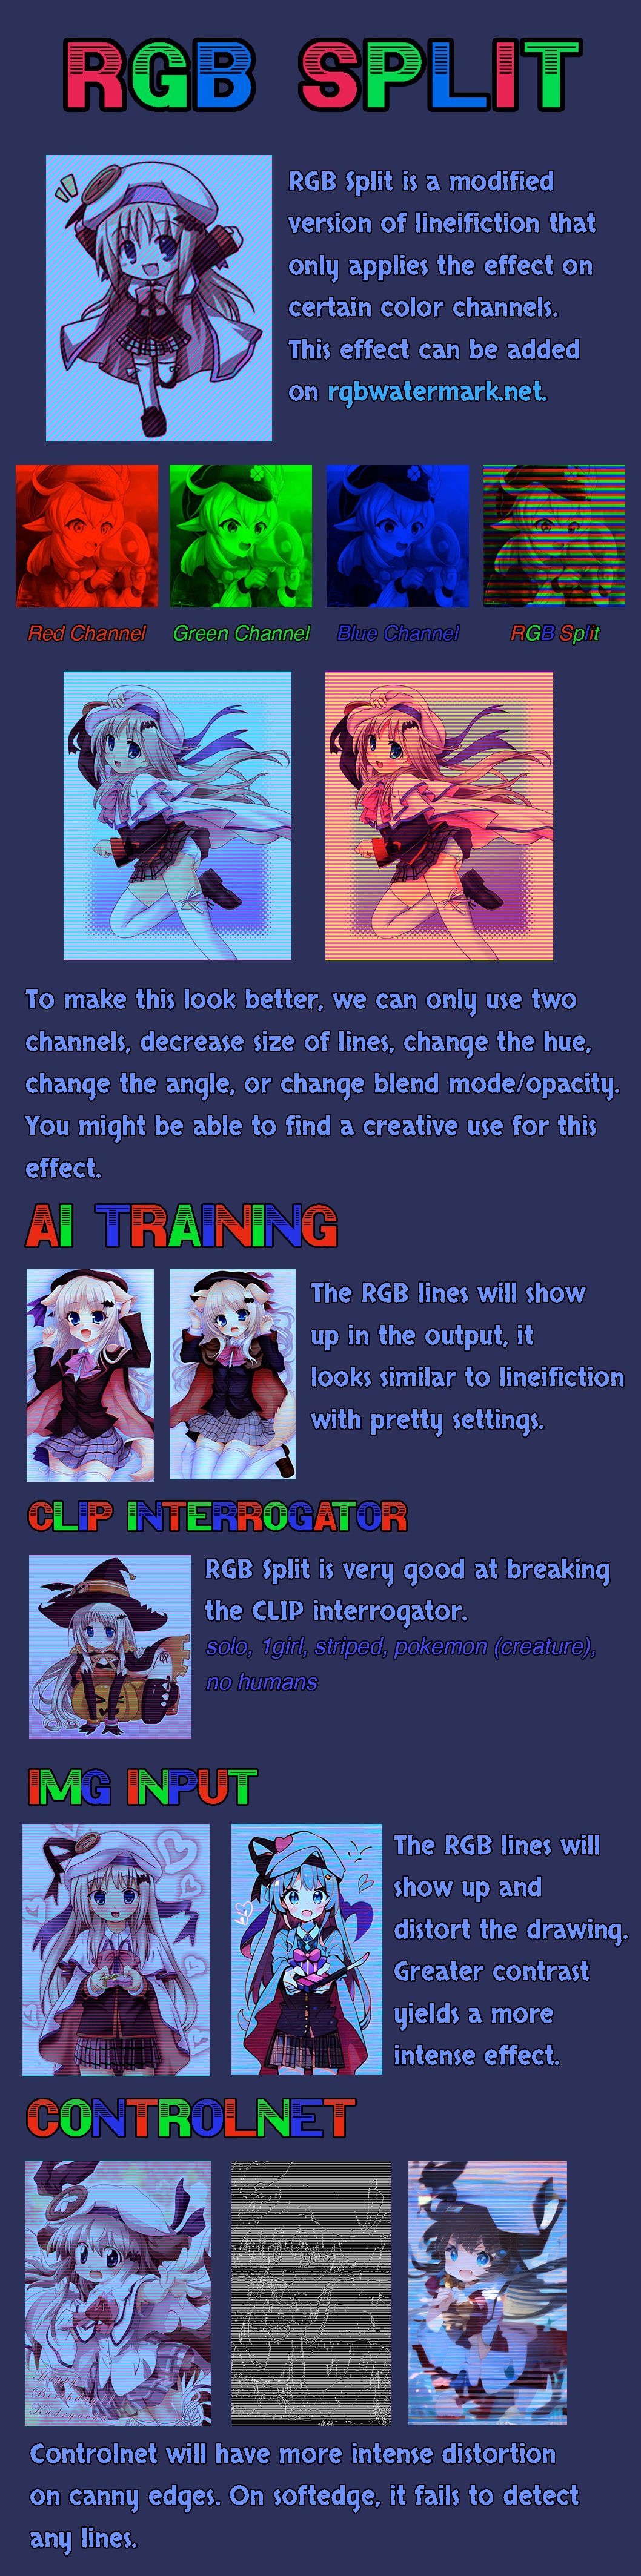 RGB SPLIT
RGB Split is a modified
version of lineifiction that
only applies the effect on
certain color channels.
This effect can be added
on rgbwatermark.net.
Red Channel
Green Channel
Blue Channel
RGB Split
To make this look better, we can only use two
channels, decrease size of lines, change the hue,
change the angle, or change blend mode/opacity.
You might be able to find a creative use for this
effect.
AI TRAINING
The RGB lines will show
up in the output, it
looks similar to lineifiction
with pretty settings.
CLIP INTERROGATOR
RGB Split is very good at breaking
the CLIP interrogator.
solo, 1girl, striped, pokemon (creature),
no humans
IMG INPUT
The RGB lines will
show up and
distort the drawing.
Greater contrast
yields a more
intense effect.
CONTROLNET
Happy
Birthday
Controlnet will have more intense distortion
on canny edges. On softedge, it fails to detect
any lines.